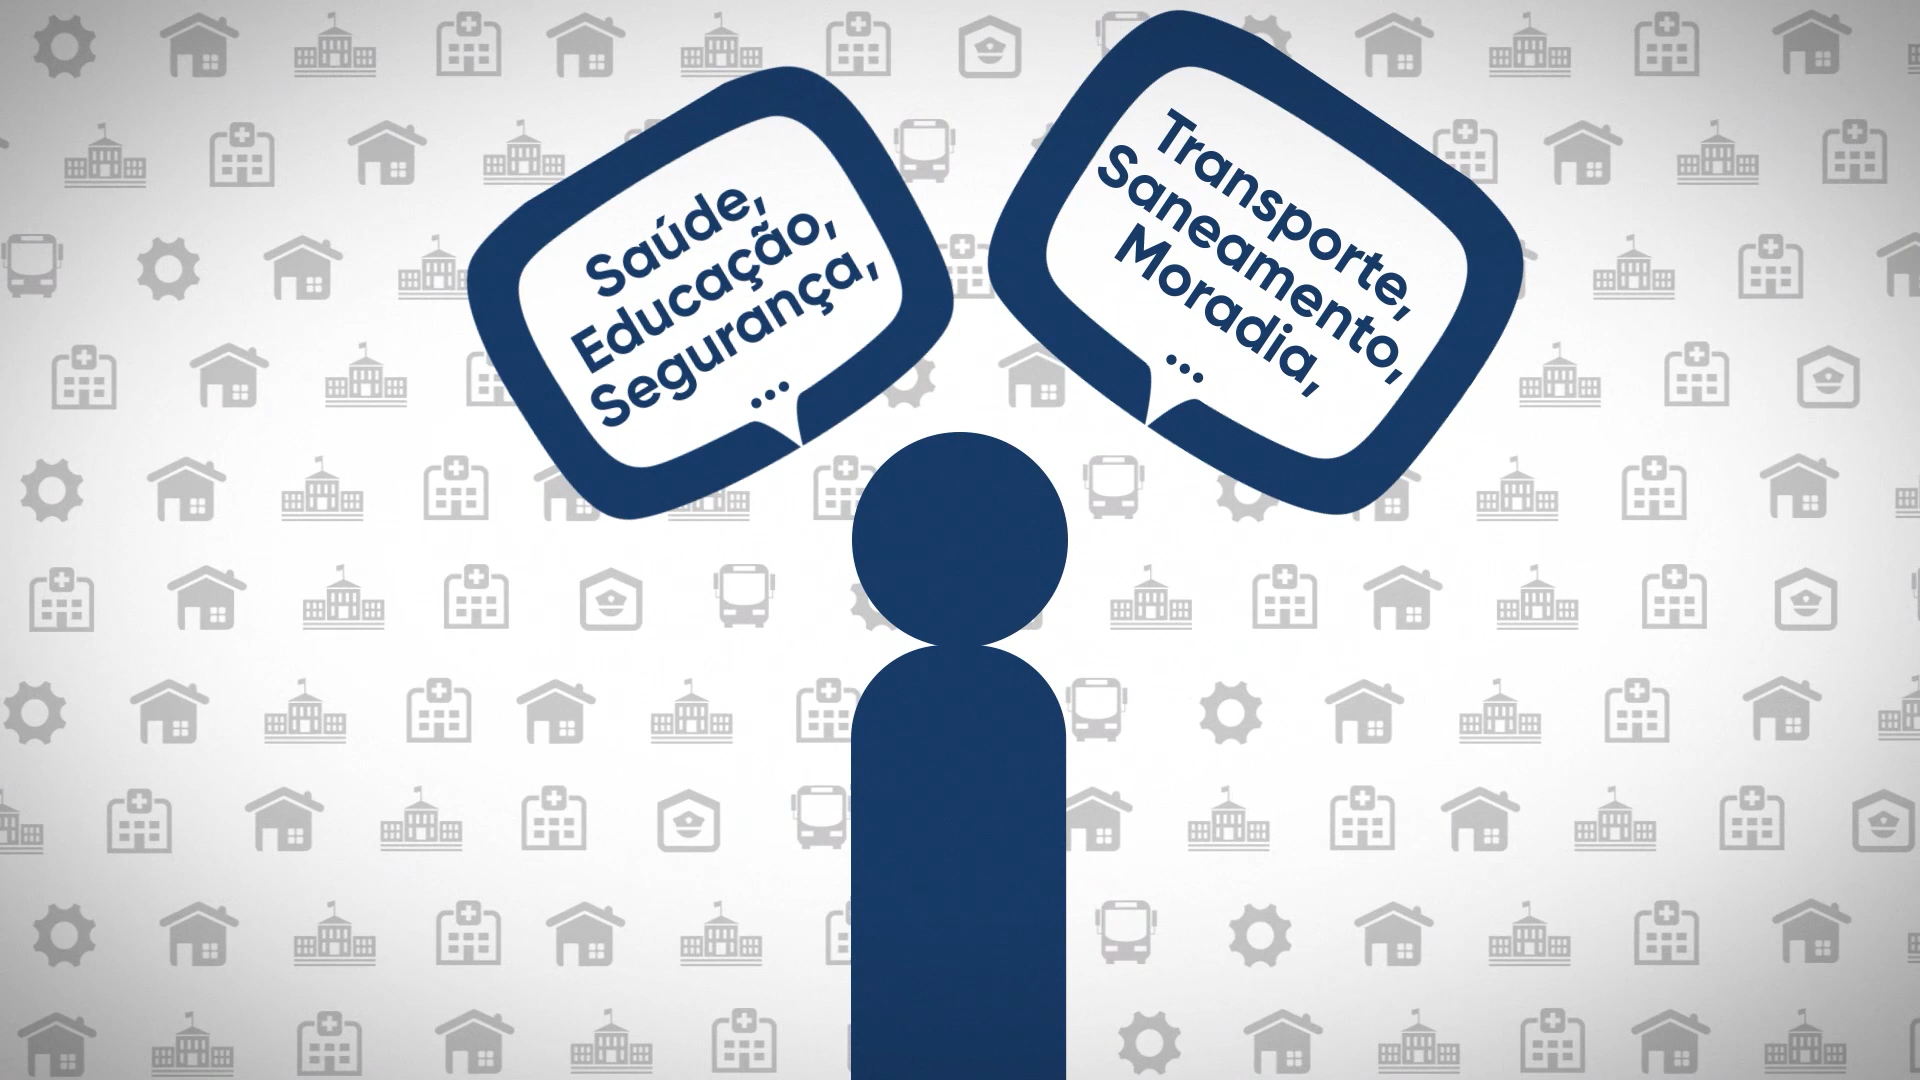 Saúde,
Educação,
Segurança,
...
Transporte,
Saneamento,
Moradia,
...